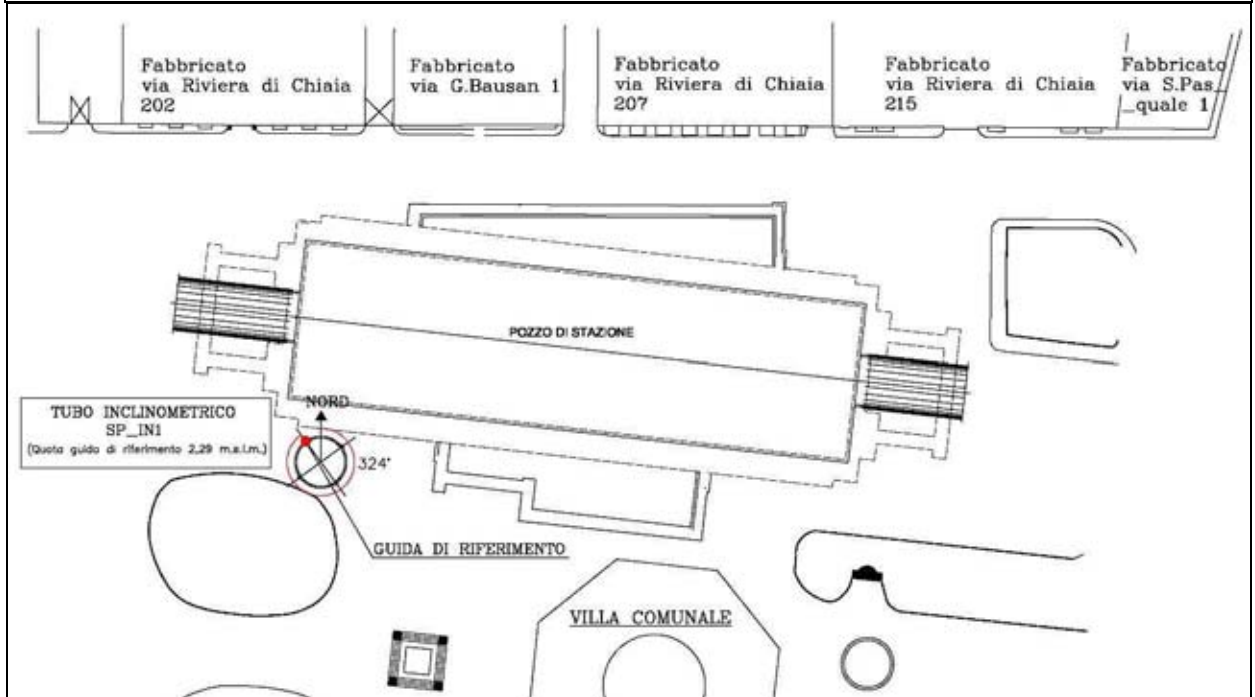 Fabbricato
via Riviera di Chiaia
202
Fabbricato
via G.Bausan 1
Fabbricato
via Riviera di Chiaia
207
Fabbricato
via Riviera di Chiaia
215
Fabbricato
via S.Pas_
_quale 1
POZZO DI STAZIONE
TUBO INCLINOMETRICO
SP_IN1
(Quota guida di riferimento 2,29 m.s.l.m.)
NORD
324°
GUIDA DI RIFERIMENTO
VILLA COMUNALE